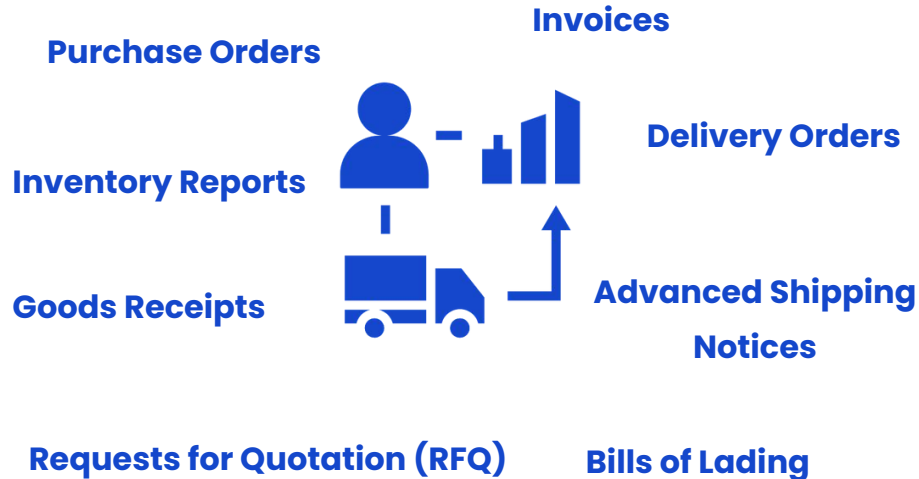 Invoices
Purchase Orders
Delivery Orders
Inventory Reports
Goods Receipts
Advanced Shipping
Notices
Requests for Quotation (RFQ)
Bills of Lading